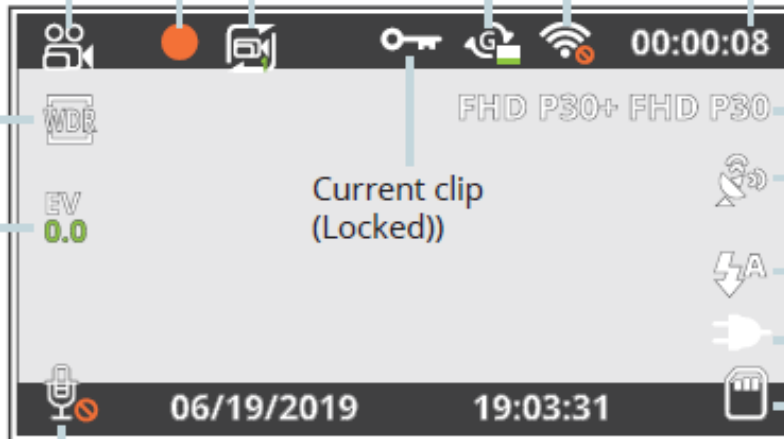 1 G 00:00:08
WDR FHD P30+ FHD P30
Current clip
(Locked))
EV
0.0
A
06/19/2019 19:03:31